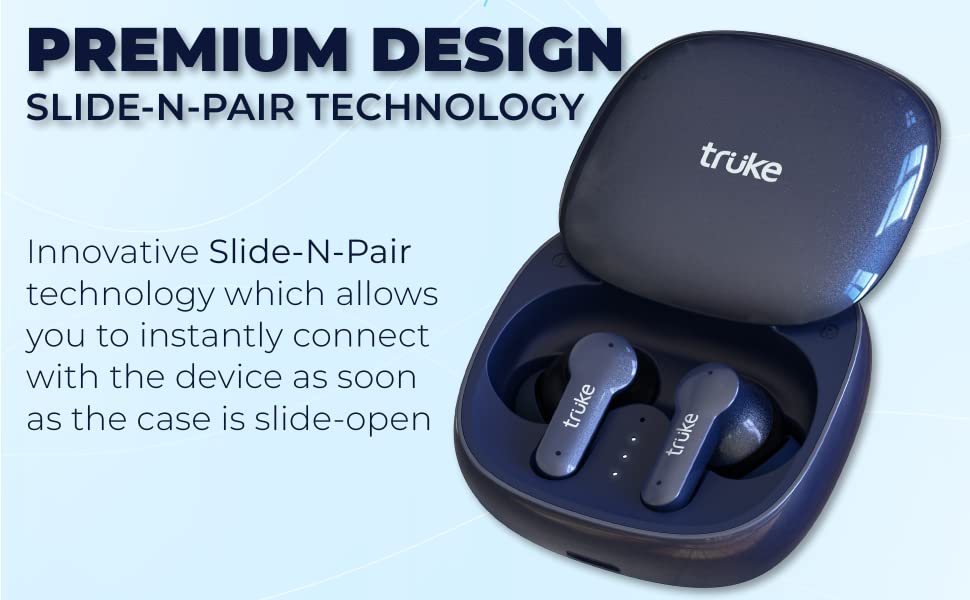 PREMIUM DESIGN
SLIDE-N-PAIR TECHNOLOGY
Innovative Slide-N-Pair
technology which allows
you to instantly connect
with the device as soon
as the case is slide-open
trüke
trüke
trüke